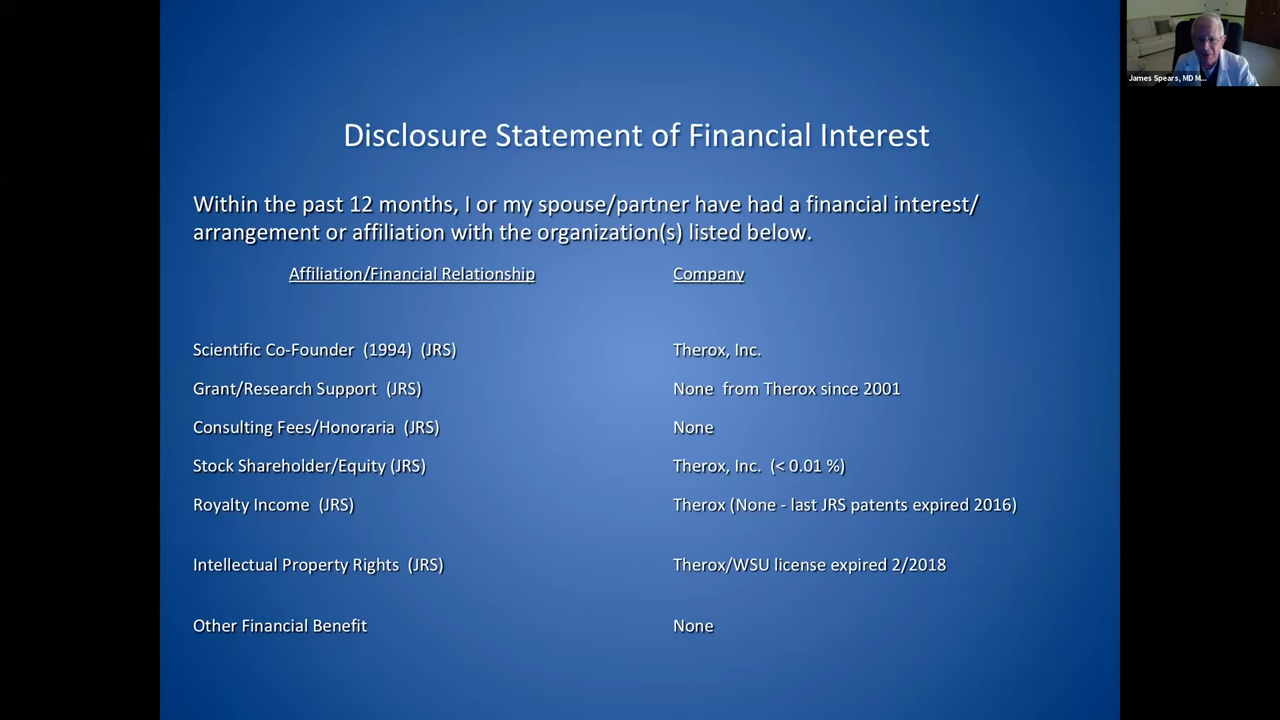 Disclosure Statement of Financial Interest
Within the past 12 months, I or my spouse/partner have had a financial interest/
arrangement or affiliation with the organization(s) listed below.
Affiliation/Financial Relationship Company
Scientific Co-Founder (1994) (JRS) Therox, Inc.
Grant/Research Support (JRS) None from Therox since 2001
Consulting Fees/Honoraria (JRS) None
Stock Shareholder/Equity (JRS) Therox, Inc. (< 0.01 %)
Royalty Income (JRS) Therox (None - last JRS patents expired 2016)
Intellectual Property Rights (JRS) Therox/WSU license expired 2/2018
Other Financial Benefit None
James Spears, MD M...